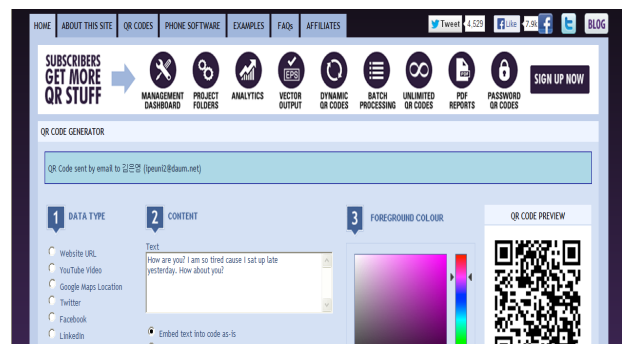 HOME ABOUT THIS SITE QR CODES PHONE SOFTWARE EXAMPLES FAQs AFFILIATES Tweet 4,529 Like 7.9k BLOG
SUBSCRIBERS
GET MORE
QR STUFF
MANAGEMENT DASHBOARD
PROJECT FOLDERS
ANALYTICS
EPS
VECTOR OUTPUT
DYNAMIC QR CODES
BATCH PROCESSING
UNLIMITED QR CODES
PDF REPORTS
PASSWORD QR CODES
SIGN UP NOW
QR CODE GENERATOR
QR Code sent by email to 김은영 (lpeuni2@daum.net)
1 DATA TYPE
Website URL
YouTube Video
Google Maps Location
Twitter
Facebook
LinkedIn
2 CONTENT
Text
How are you? I am so tired cause I sat up late
yesterday. How about you?
Embed text into code as-is
3 FOREGROUND COLOUR
QR CODE PREVIEW